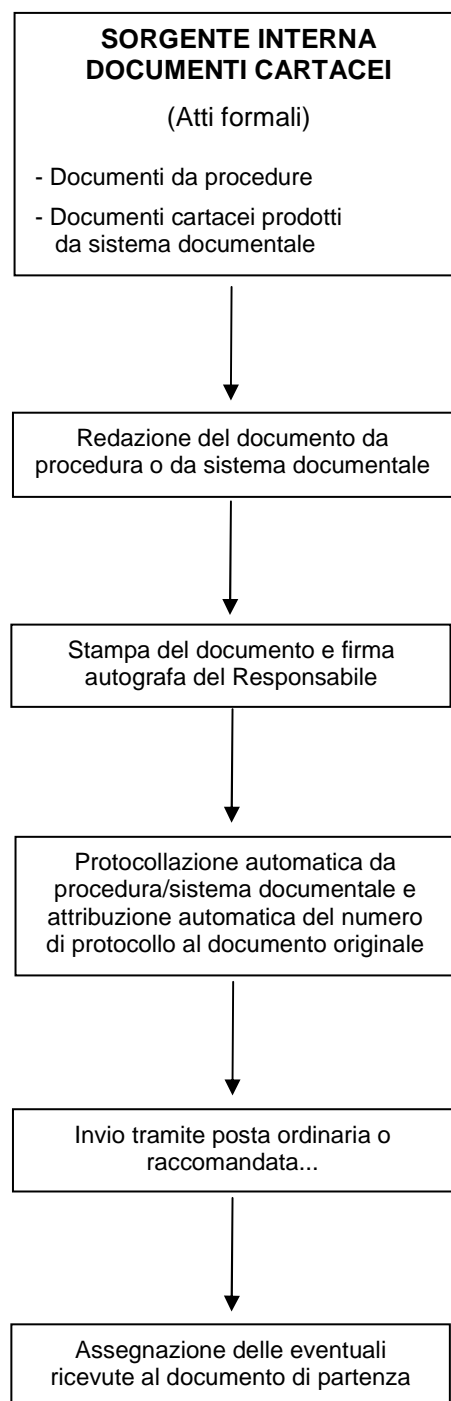 SORGENTE INTERNA
DOCUMENTI CARTACEI
(Atti formali)
- Documenti da procedure
- Documenti cartacei prodotti
da sistema documentale
Redazione del documento da
procedura o da sistema documentale
Stampa del documento e firma
autografa del Responsabile
Protocollazione automatica da
procedura/sistema documentale e
attribuzione automatica del numero
di protocollo al documento originale
Invio tramite posta ordinaria o
raccomandata...
Assegnazione delle eventuali
ricevute al documento di partenza